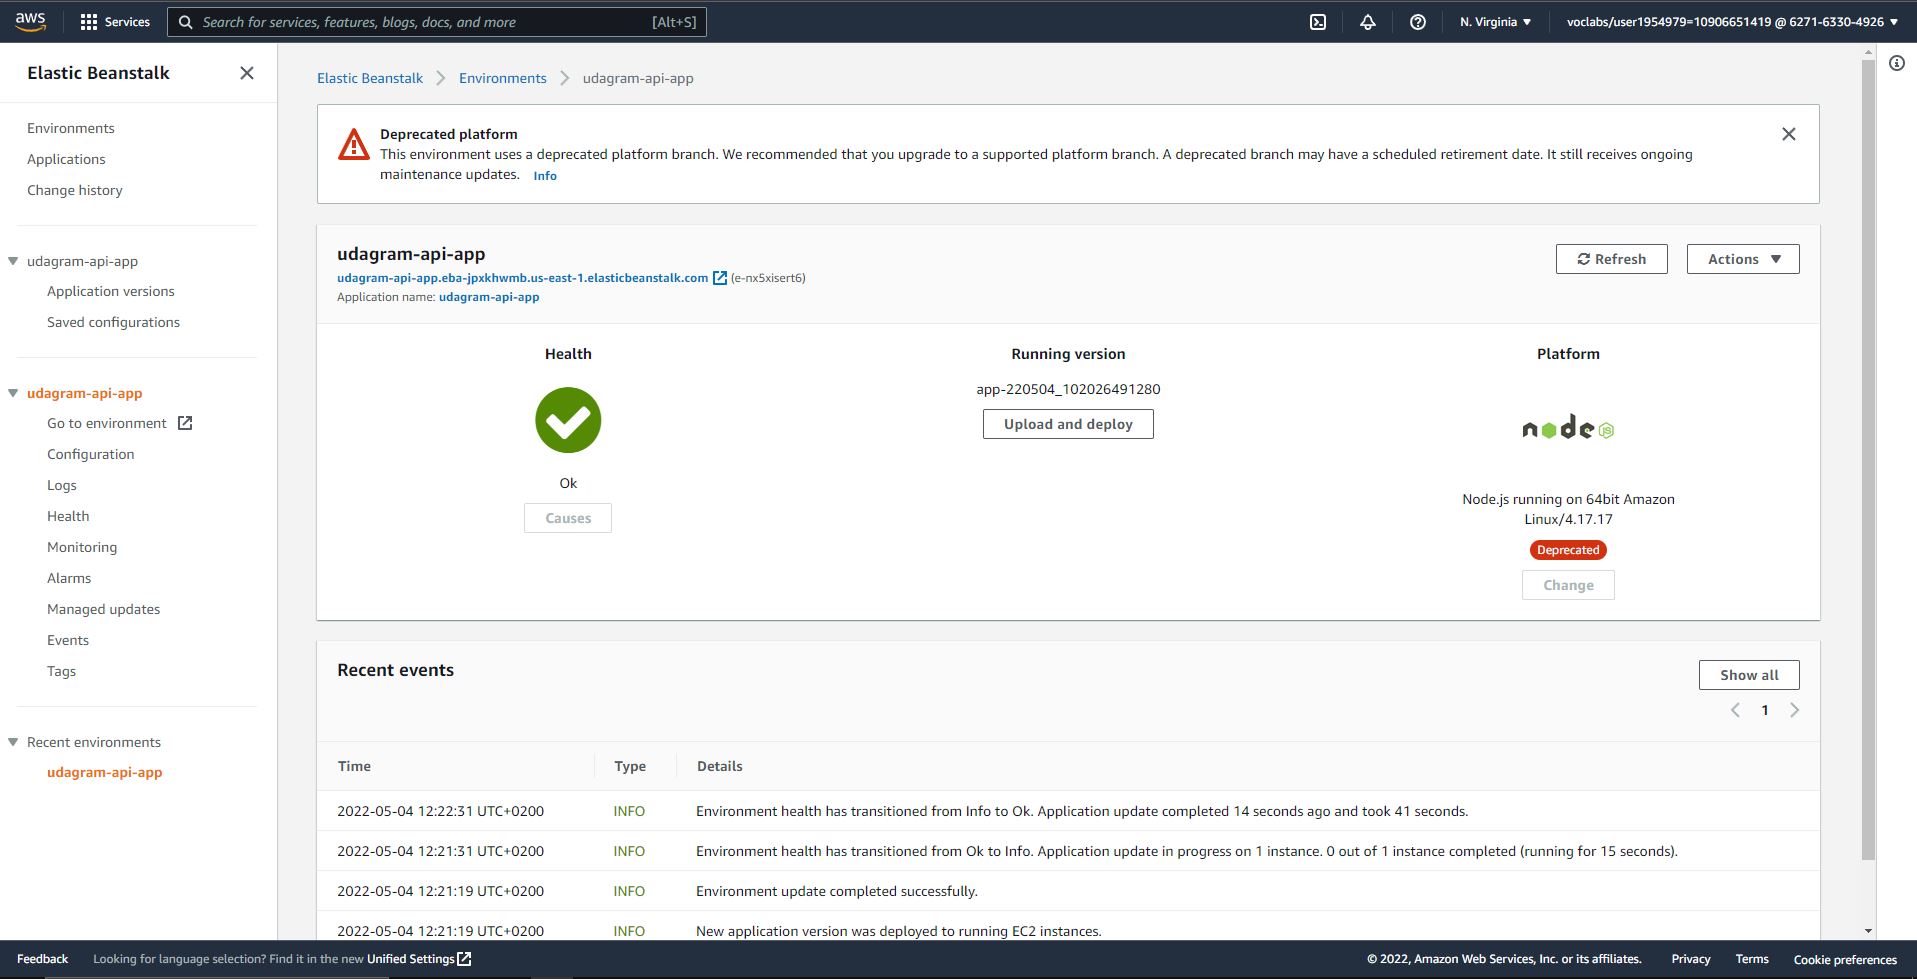 aws
Services
Search for services, features, blogs, docs, and more [Alt+S]
N. Virginia
voclabs/user1954979=10906651419 @ 6271-6330-4926
Elastic Beanstalk
Environments
Applications
Change history
udagram-api-app
Application versions
Saved configurations
udagram-api-app
Go to environment
Configuration
Logs
Health
Monitoring
Alarms
Managed updates
Events
Tags
Recent environments
udagram-api-app
Elastic Beanstalk > Environments > udagram-api-app
Deprecated platform
This environment uses a deprecated platform branch. We recommended that you upgrade to a supported platform branch. A deprecated branch may have a scheduled retirement date. It still receives ongoing
maintenance updates. Info
udagram-api-app
Refresh
Actions
udagram-api-app.eba-jpxkhwmb.us-east-1.elasticbeanstalk.com (e-nx5xisert6)
Application name: udagram-api-app
Health
Ok
Causes
Running version
app-220504_102026491280
Upload and deploy
Platform
node JS
Node.js running on 64bit Amazon
Linux/4.17.17
Deprecated
Change
Recent events
Show all
1
Time Type Details
2022-05-04 12:22:31 UTC+0200 INFO Environment health has transitioned from Info to Ok. Application update completed 14 seconds ago and took 41 seconds.
2022-05-04 12:21:31 UTC+0200 INFO Environment health has transitioned from Ok to Info. Application update in progress on 1 instance. 0 out of 1 instance completed (running for 15 seconds).
2022-05-04 12:21:19 UTC+0200 INFO Environment update completed successfully.
2022-05-04 12:21:19 UTC+0200 INFO New application version was deployed to running EC2 instances.
Feedback
Looking for language selection? Find it in the new Unified Settings
© 2022, Amazon Web Services, Inc. or its affiliates.
Privacy
Terms
Cookie preferences